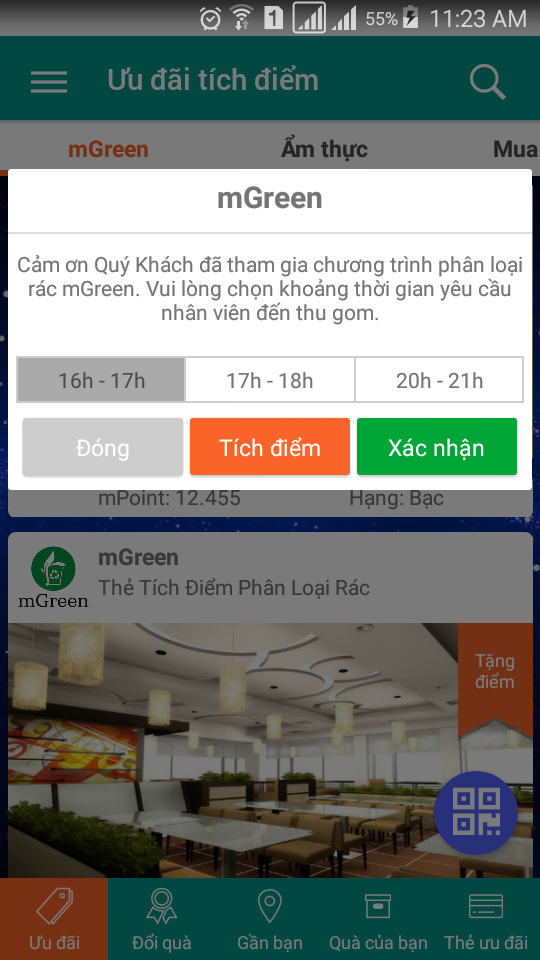 1 55% 11:23 AM
Ưu đãi tích điểm
mGreen Ẩm thực Mua
mGreen
Cảm ơn Quý Khách đã tham gia chương trình phân loại
rác mGreen. Vui lòng chọn khoảng thời gian yêu cầu
nhân viên đến thu gom.
16h - 17h 17h - 18h 20h - 21h
Đóng Tích điểm Xác nhận
mPoint: 12.455 Hạng: Bạc
mGreen
Thẻ Tích Điểm Phân Loại Rác
mGreen
Tặng
điểm
Ưu đãi Đổi quà Gần bạn Quà của bạn Thẻ ưu đãi